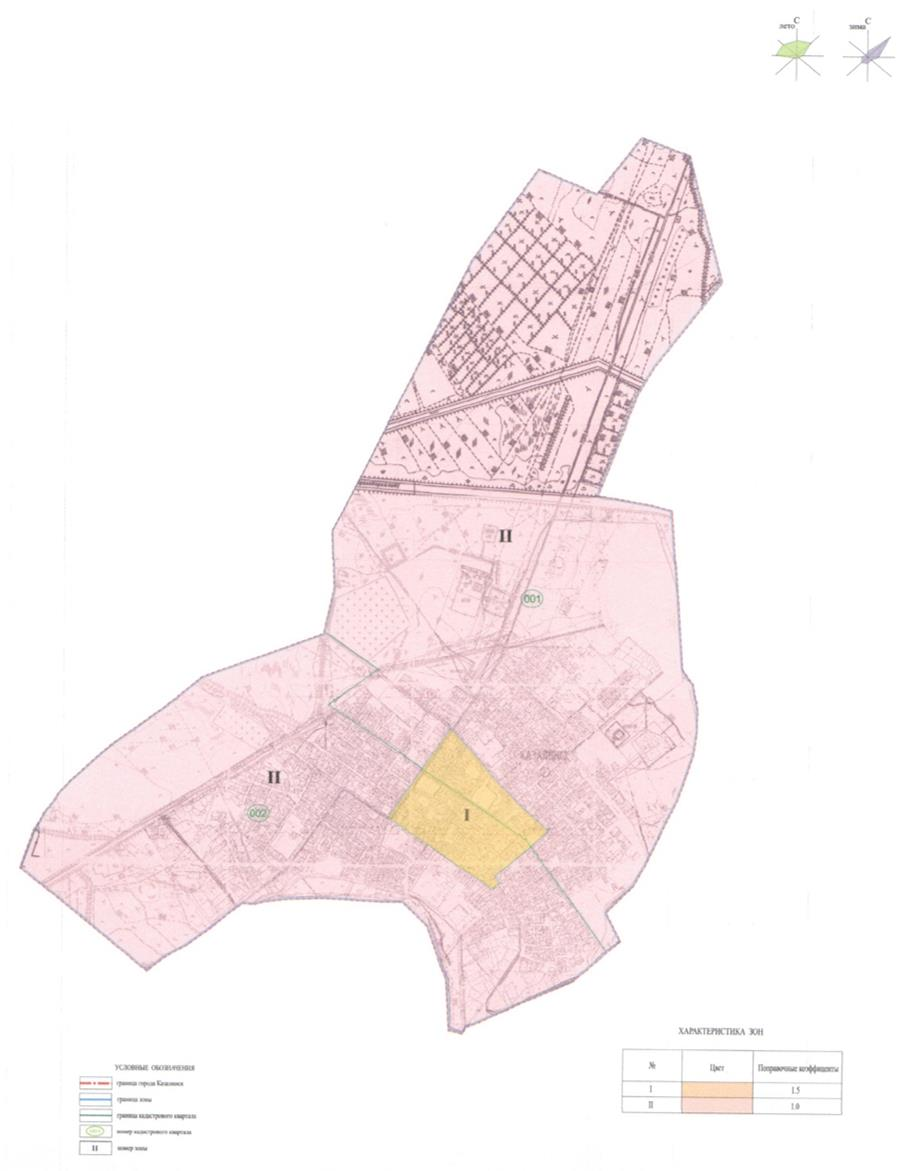 С С
лето зима
II
001
КАЗАЛИНСК
II
002
I
ХАРАКТЕРИСТИКА ЗОН
№ Цвет Поправочные коэффициенты
I 1.5
II 1.0
УСЛОВНЫЕ ОБОЗНАЧЕНИЯ
граница города Казалинск
граница зоны
граница кадастрового квартала
номер кадастрового квартала
II номер зоны